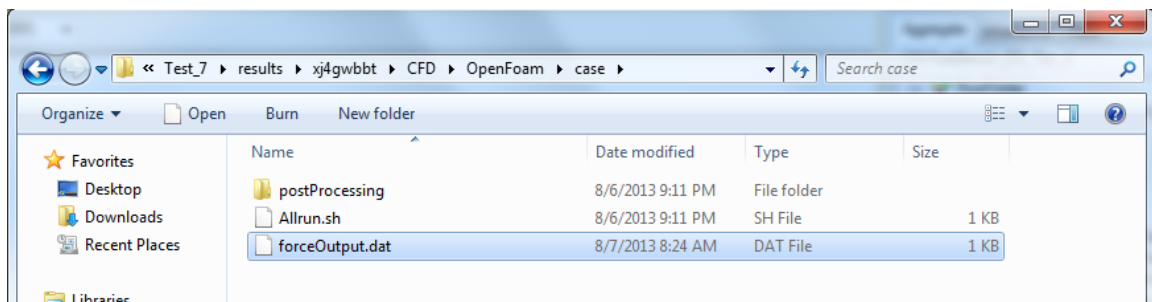 « Test_7 ▸ results ▸ xj4gwbbt ▸ CFD ▸ OpenFoam ▸ case ▸ Search case
Organize Open Burn New folder
Name Date modified Type Size
Favorites
Desktop
Downloads
Recent Places
Libraries
postProcessing 8/6/2013 9:11 PM File folder
Allrun.sh 8/6/2013 9:11 PM SH File 1 KB
forceOutput.dat 8/7/2013 8:24 AM DAT File 1 KB